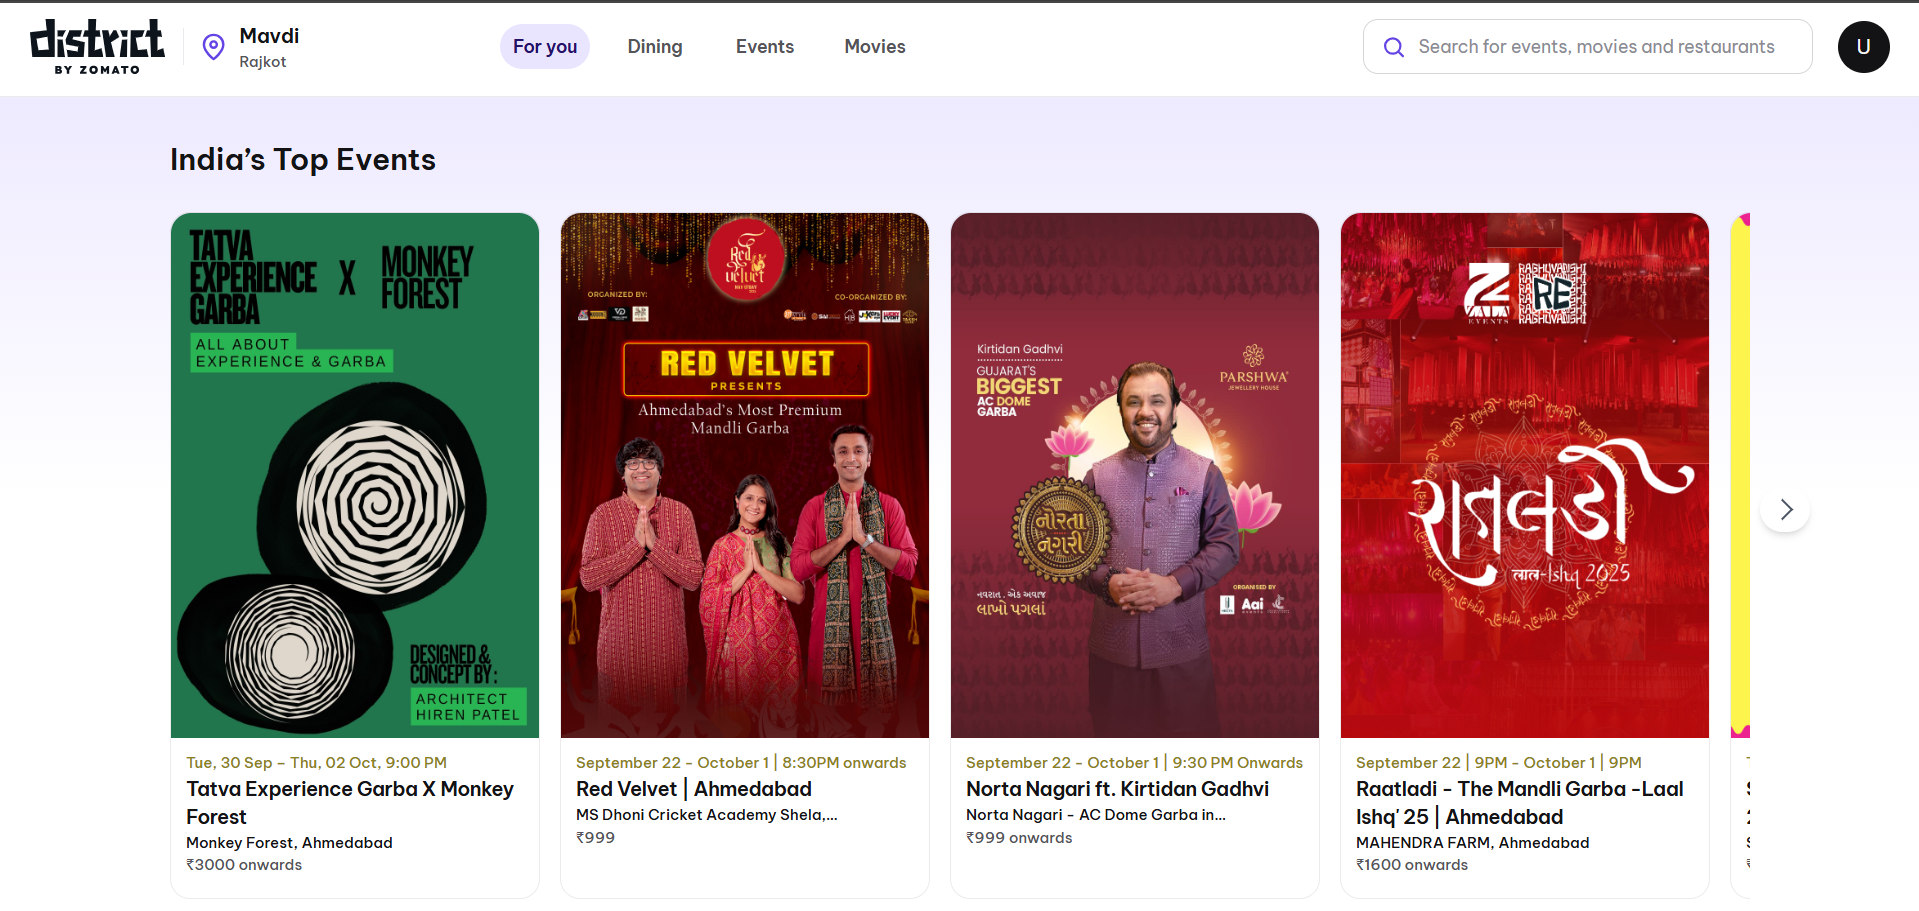 district
BY ZOMATO
Mavdi
Rajkot
For you
Dining
Events
Movies
Search for events, movies and restaurants
U
India's Top Events
TATVA
EXPERIENCE
GARBA
X
MONKEY
FOREST
ALL ABOUT
EXPERIENCE & GARBA
DESIGNED &
CONCEPT BY:
ARCHITECT
HIREN PATEL
Tue, 30 Sep – Thu, 02 Oct, 9:00 PM
Tatva Experience Garba X Monkey
Forest
Monkey Forest, Ahmedabad
₹3000 onwards
Red
Velvet
ORGANIZED BY:
CO-ORGANIZED BY:
RED VELVET
PRESENTS
Ahmedabad's Most Premium
Mandli Garba
September 22 - October 1 | 8:30PM onwards
Red Velvet | Ahmedabad
MS Dhoni Cricket Academy Shela,...
₹999
Kirtidan Gadhvi
GUJARAT'S
BIGGEST
AC DOME
GARBA
PARSHWA
JEWELLERY HOUSE
નોરતા
નગરી
નવરાત . એક અવાજ
લાખો પગલાં
ORGANISED BY
Aai
September 22 - October 1 | 9:30 PM Onwards
Norta Nagari ft. Kirtidan Gadhvi
Norta Nagari - AC Dome Garba in...
₹999 onwards
EVENTS
RAGHUVANSHI
RE
RAGHUVANSHI
રાતલડી
लाल-Ishq 2025
September 22 | 9PM - October 1 | 9PM
Raatladi - The Mandli Garba -Laal
Ishq' 25 | Ahmedabad
MAHENDRA FARM, Ahmedabad
₹1600 onwards